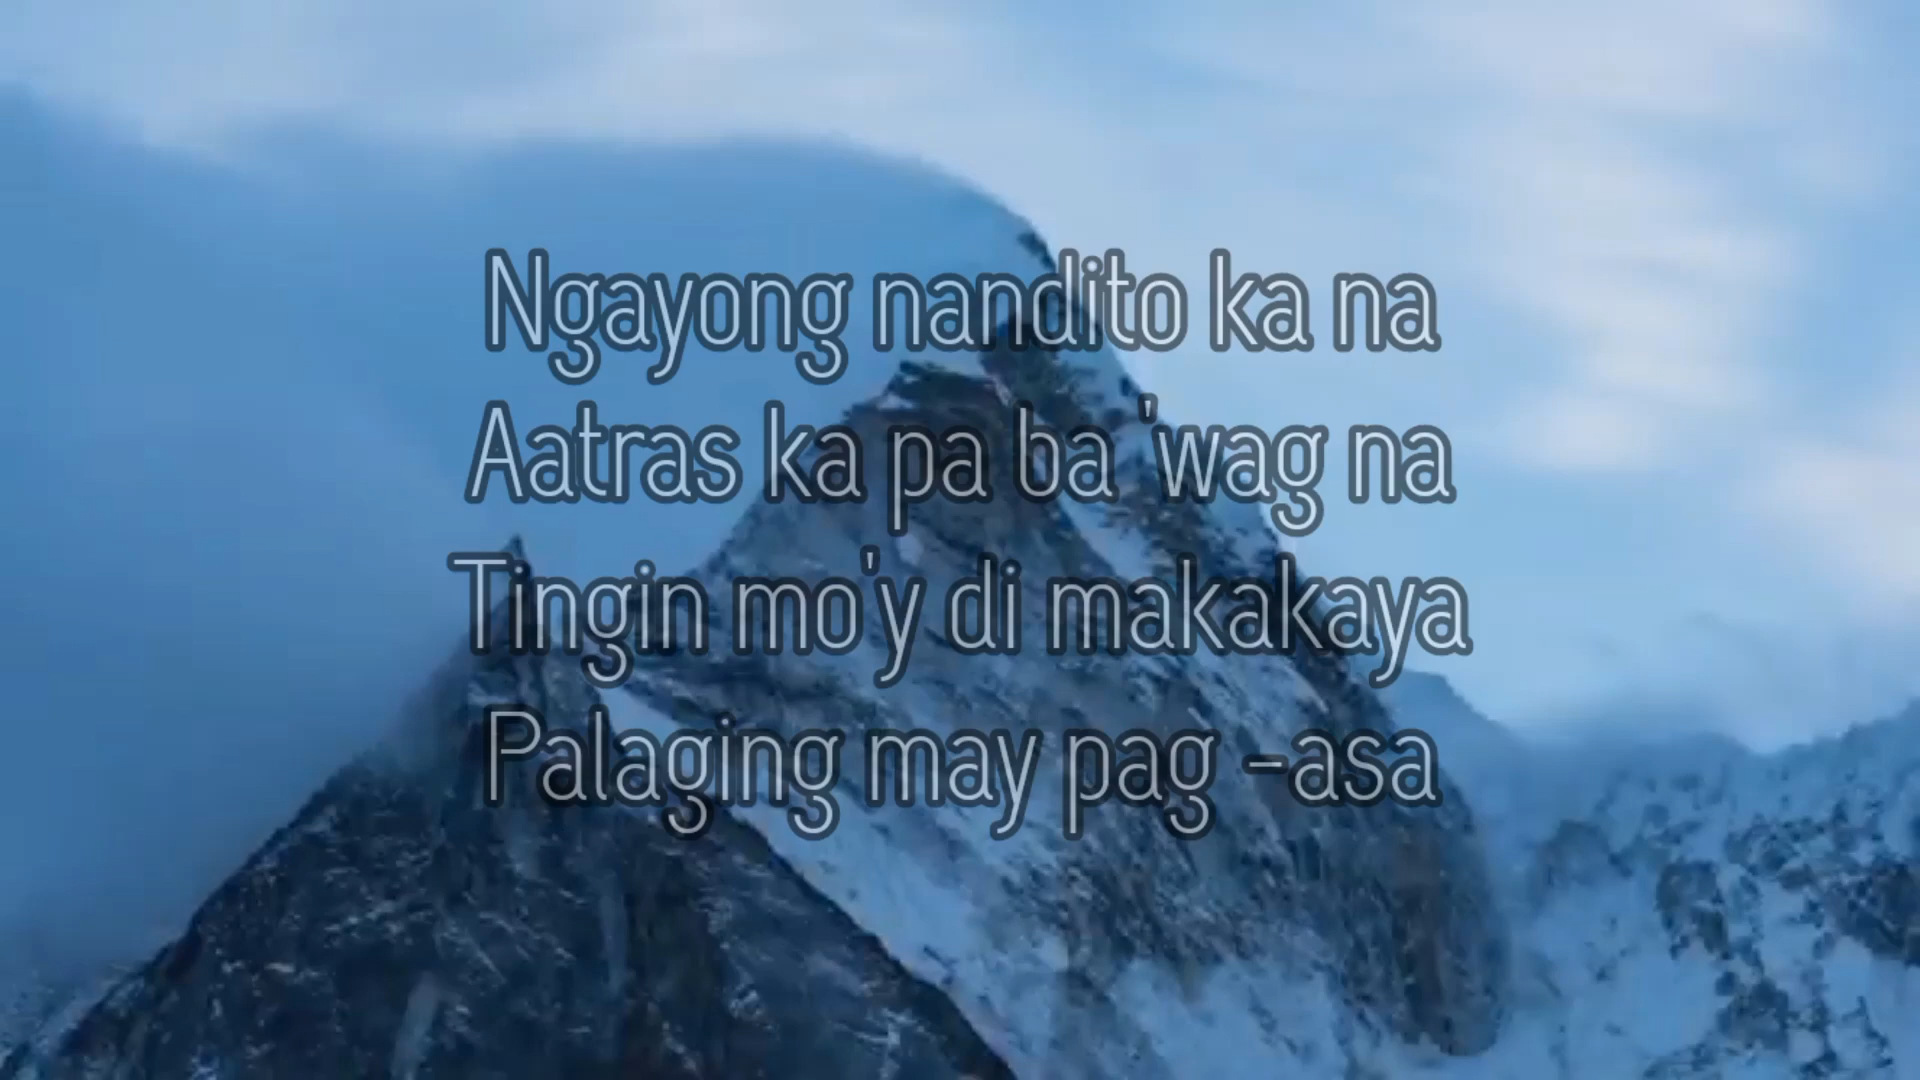 Ngayong nandito ka na
Aatras ka pa ba 'wag na
Tingin mo'y di makakaya
Palaging may pag -asa